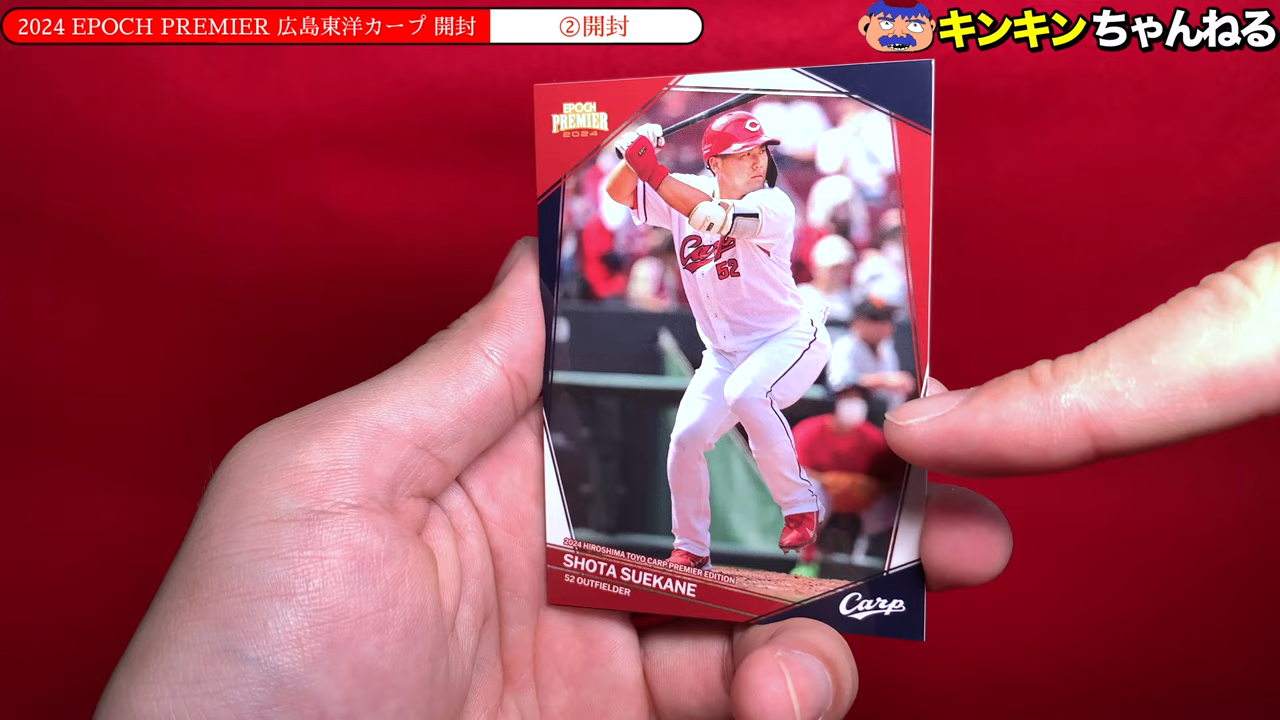 2024 EPOCH PREMIER 広島東洋カープ 開封
②開封
キンキンちゃんねる
EPOCH
PREMIER
2024
C
Carp
52
2024 HIROSHIMA TOYO CARP PREMIER EDITION
SHOTA SUEKANE
52 OUTFIELDER
Carp